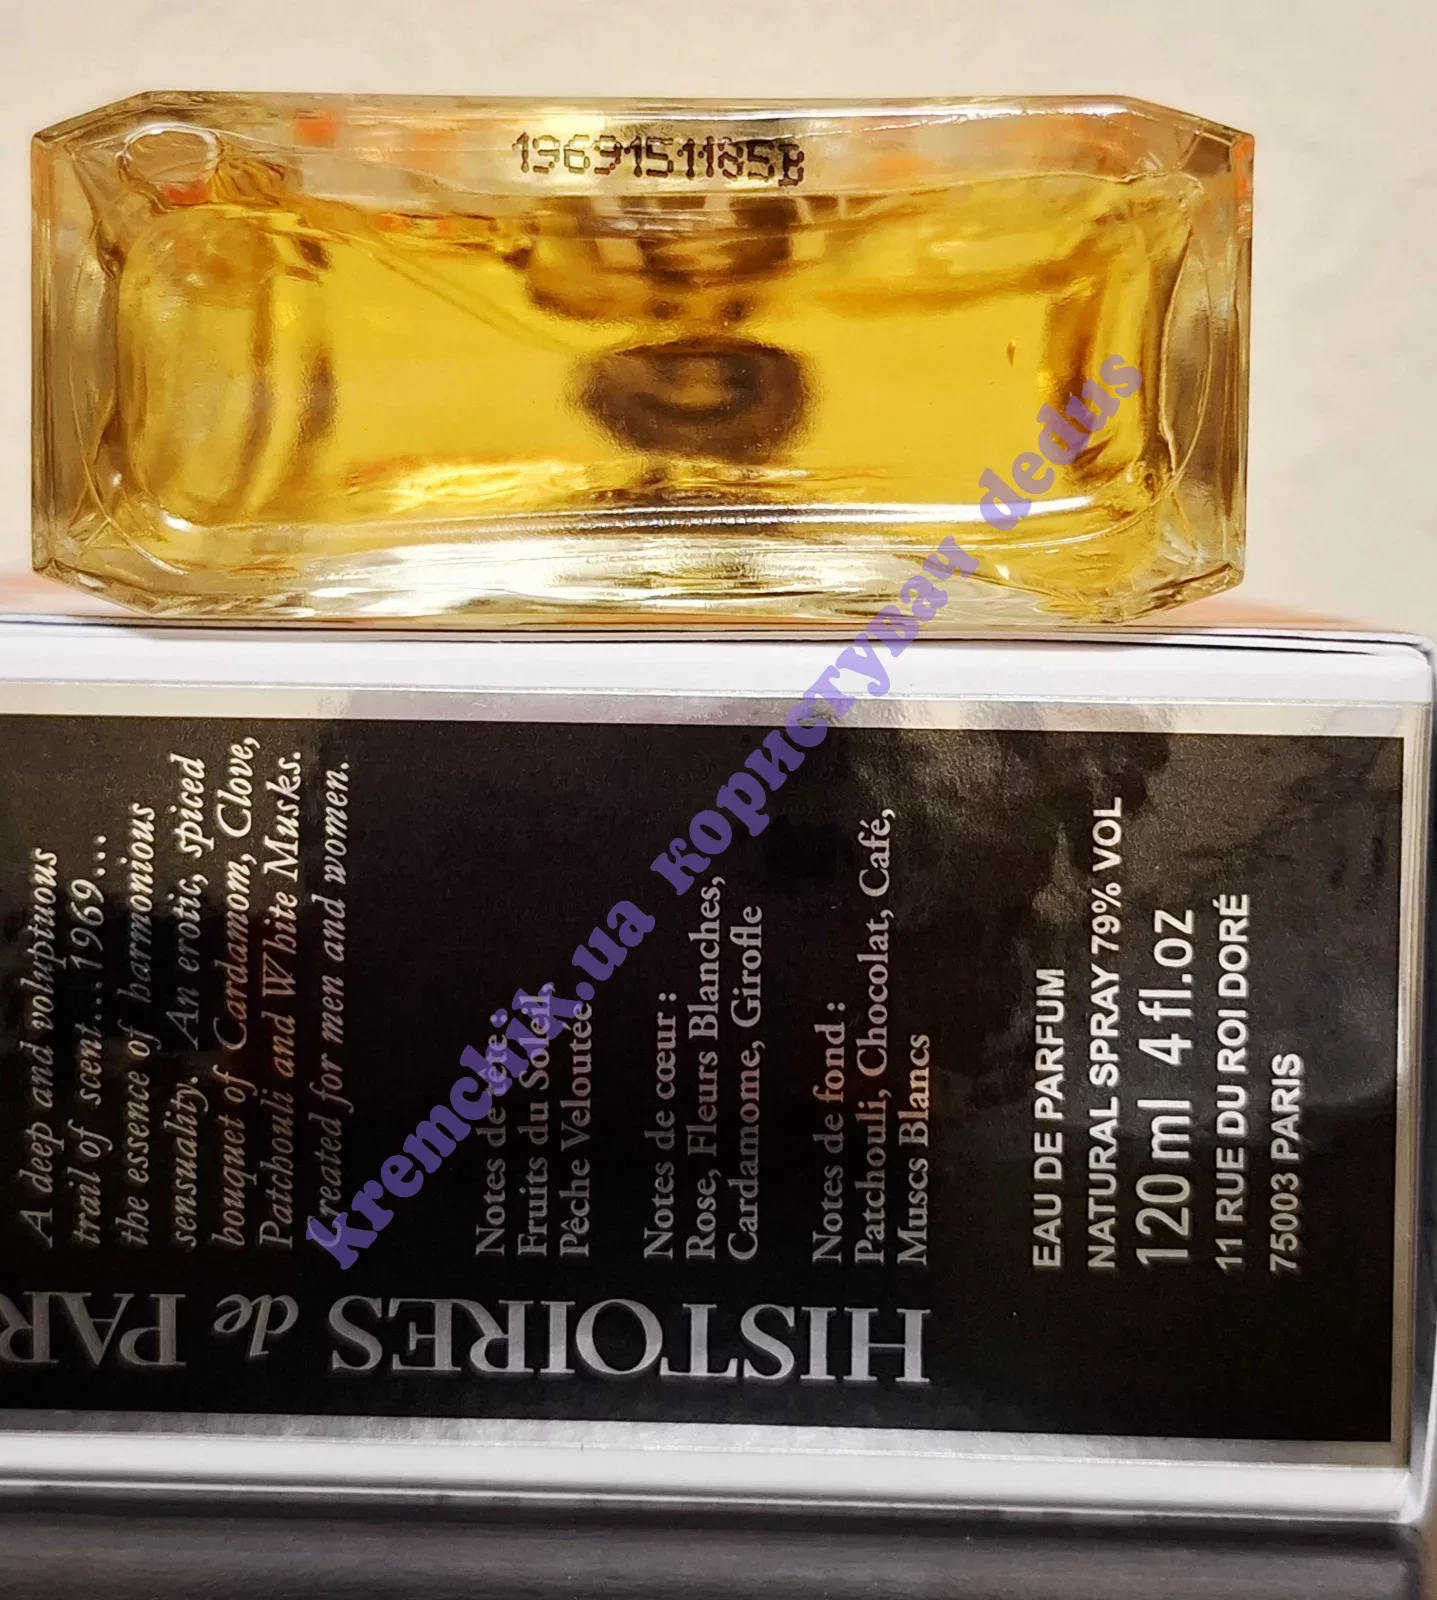 1969151185B
A deep and voluptuous
trail of scent...1969...
the essence of harmonious
sensuality. An erotic, spiced
bouquet of Cardamom, Clove,
Patchouli and White Musks.
Created for men and women.
Notes de tête :
Fruits du Soleil,
Pêche Veloutée
Notes de cœur :
Rose, Fleurs Blanches,
Cardamome, Girofle
Notes de fond :
Patchouli, Chocolat, Café,
Muscs Blancs
EAU DE PARFUM
NATURAL SPRAY 79% VOL
120 ml 4 fl.oz
11 RUE DU ROI DORÉ
75003 PARIS
HISTOIRES de PAR
kremchik.ua користувач dedus